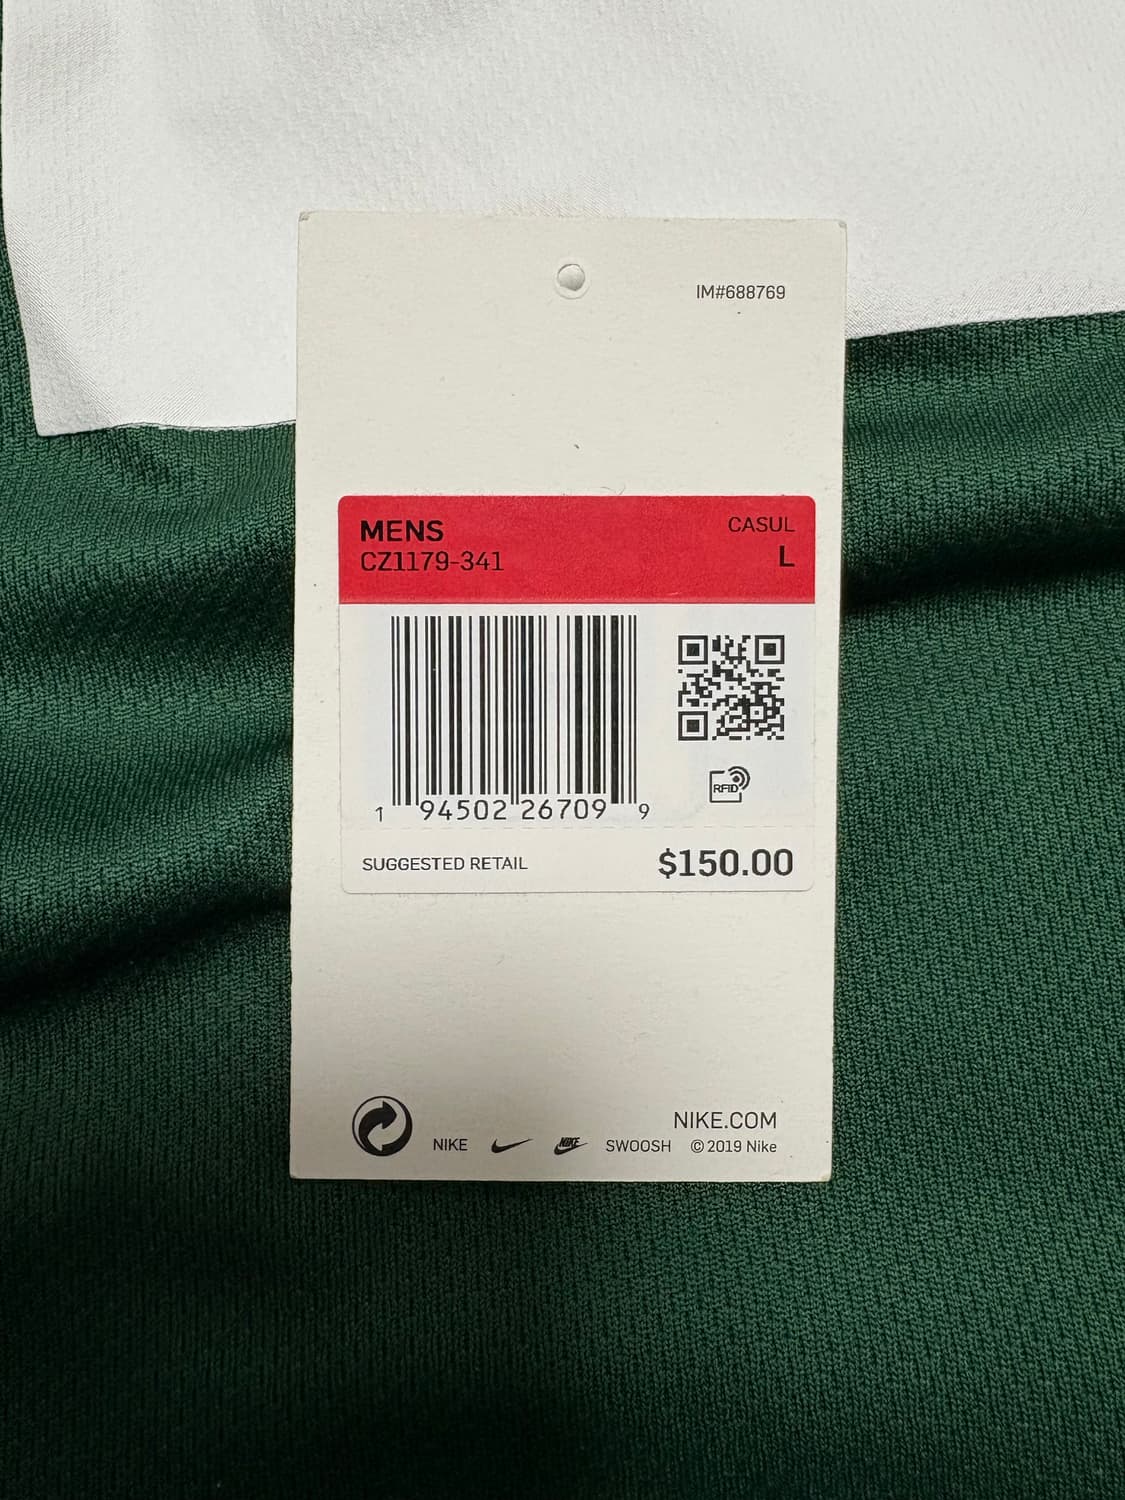 IM#688769
MENS
CASUL
CZ1179-341
L
RFID
1 94502 26709 9
SUGGESTED RETAIL
$150.00
NIKE.COM
NIKE NIKE SWOOSH © 2019 Nike